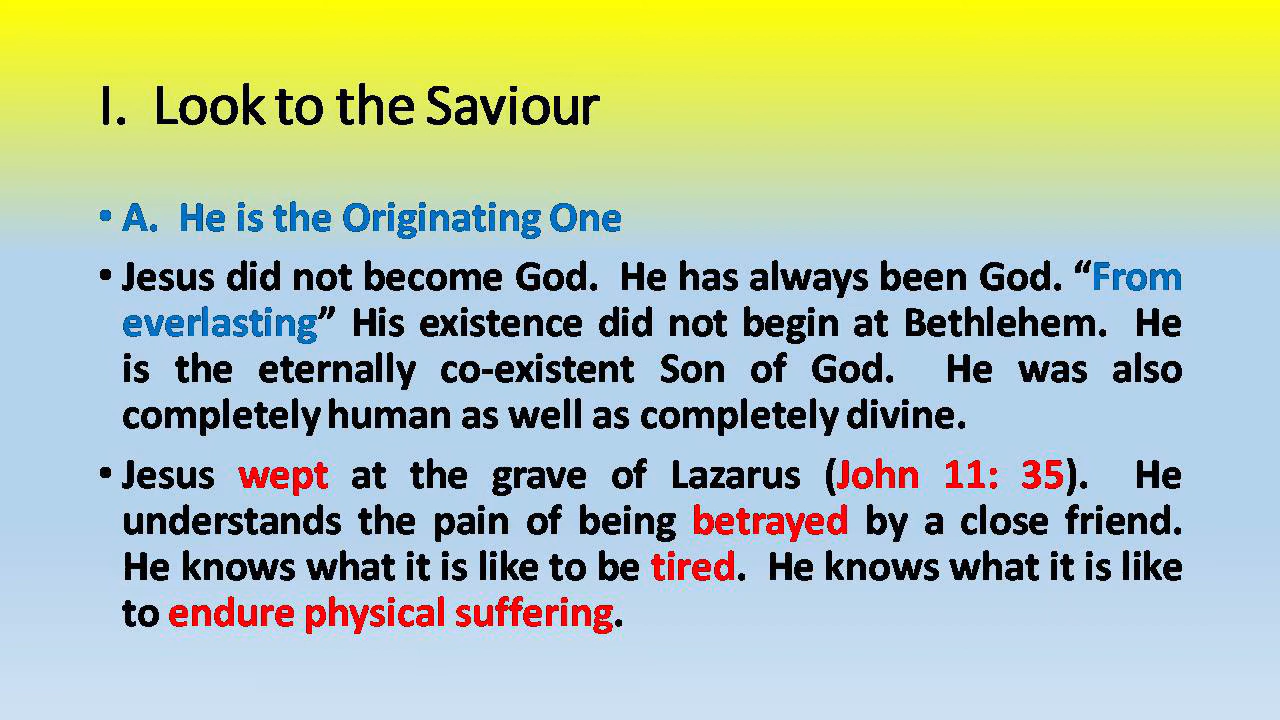 I. Look to the Saviour
• A. He is the Originating One
• Jesus did not become God. He has always been God. “From
everlasting” His existence did not begin at Bethlehem. He
is the eternally co-existent Son of God. He was also
completely human as well as completely divine.
• Jesus wept at the grave of Lazarus (John 11: 35). He
understands the pain of being betrayed by a close friend.
He knows what it is like to be tired. He knows what it is like
to endure physical suffering.